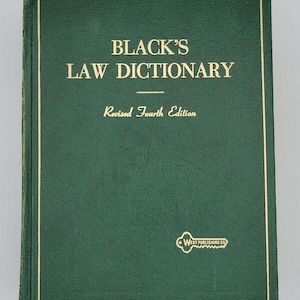 BLACK'S
LAW DICTIONARY
Revised Fourth Edition
WEST PUBLISHING CO.